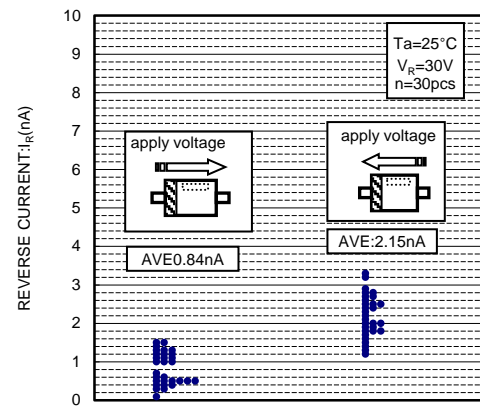 10
9
8
7
6
5
4
3
2
1
0
REVERSE CURRENT:IR(nA)
Ta=25°C
VR=30V
n=30pcs
apply voltage
AVE0.84nA
apply voltage
AVE:2.15nA